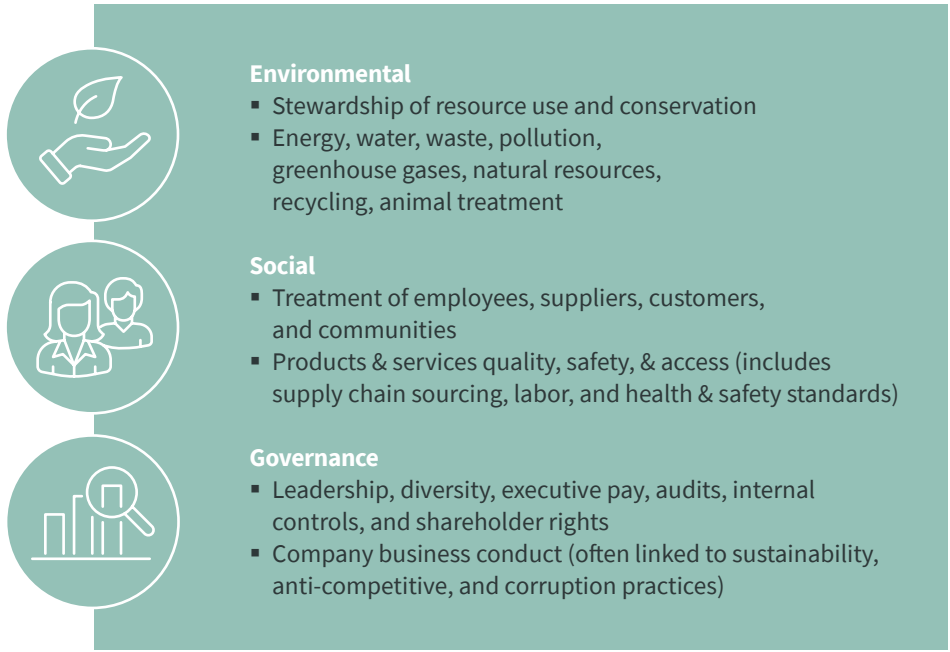 Environmental
▪ Stewardship of resource use and conservation
▪ Energy, water, waste, pollution,
greenhouse gases, natural resources,
recycling, animal treatment
Social
▪ Treatment of employees, suppliers, customers,
and communities
▪ Products & services quality, safety, & access (includes
supply chain sourcing, labor, and health & safety standards)
Governance
▪ Leadership, diversity, executive pay, audits, internal
controls, and shareholder rights
▪ Company business conduct (often linked to sustainability,
anti-competitive, and corruption practices)